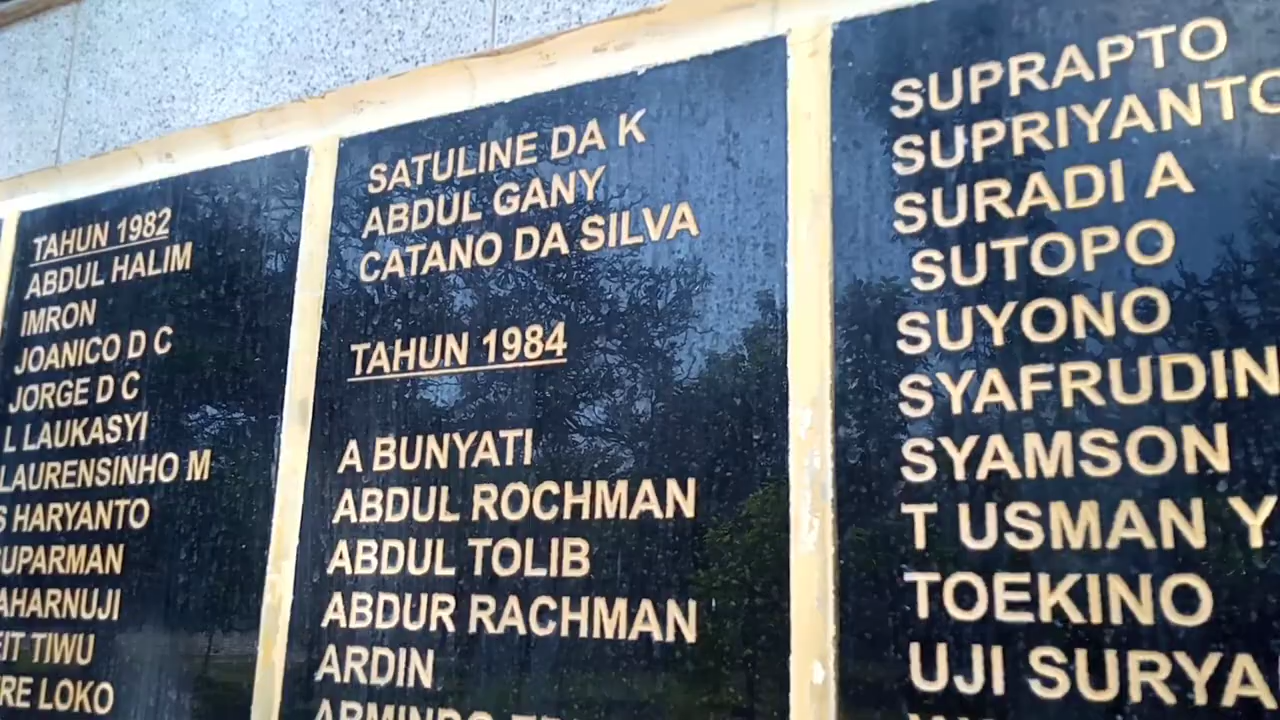 TAHUN 1982
ABDUL HALIM
IMRON
JOANICO D C
JORGE D C
L LAUKASYI
LAURENSINHO M
S HARYANTO
SUPARMAN
TIWU
LOKO
SATULINE DA K
ABDUL GANY
CATANO DA SILVA
TAHUN 1984
A BUNYATI
ABDUL ROCHMAN
ABDUL TOLIB
ABDUR RACHMAN
ARDIN
SUPRAPTO
SUPRIYANTO
SURADI A
SUTOPO
SUYONO
SYAFRUDIN
SYAMSON
T USMAN Y
TOEKINO
UJI SURYA